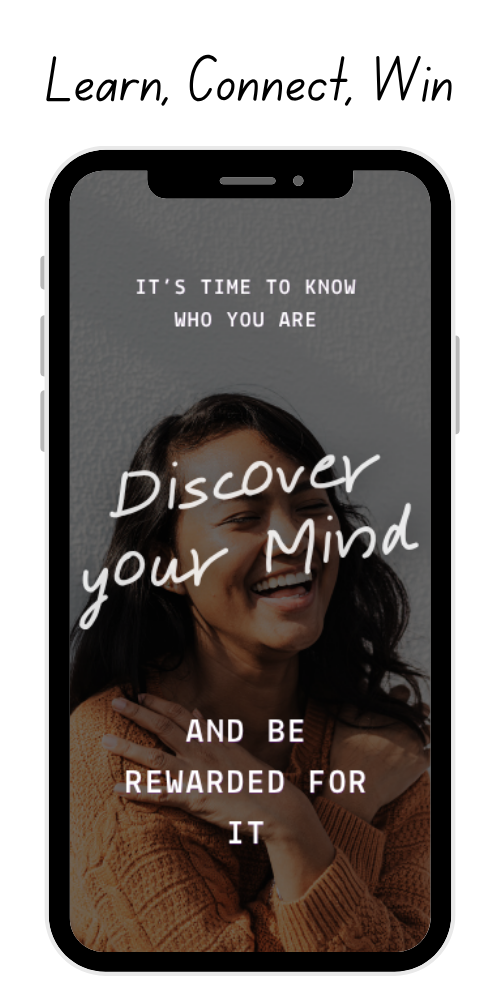 Learn, Connect, Win
IT'S TIME TO KNOW
WHO YOU ARE
Discover
your Mind
AND BE
REWARDED FOR
IT